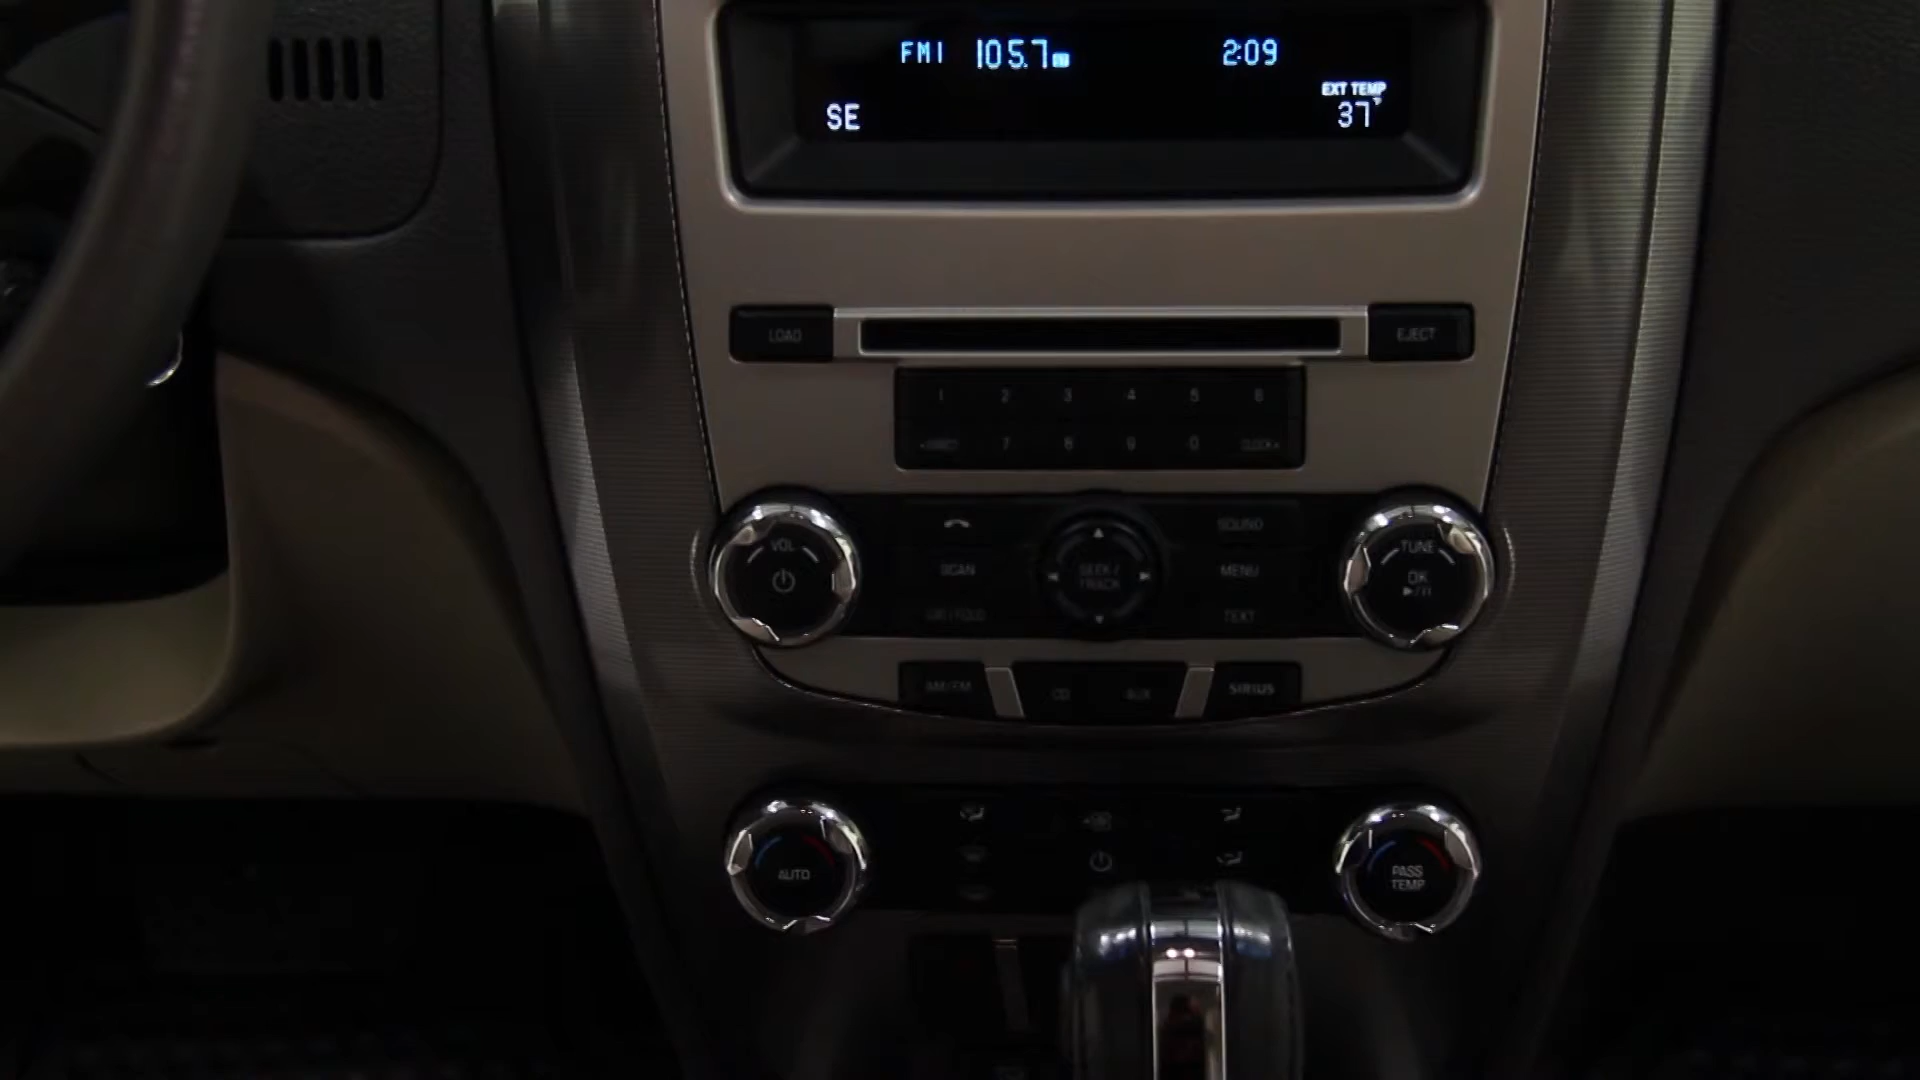 FM1 105.7 2:09
EXT TEMP
SE 37°
LOAD EJECT
1 2 3 4 5 6
7 8 9 0 CLOCK
VOL SOUND TUNE
SCAN SEEK / TRACK MENU OK
TEXT
AM/FM CD AUX SIRIUS
AUTO PASS TEMP